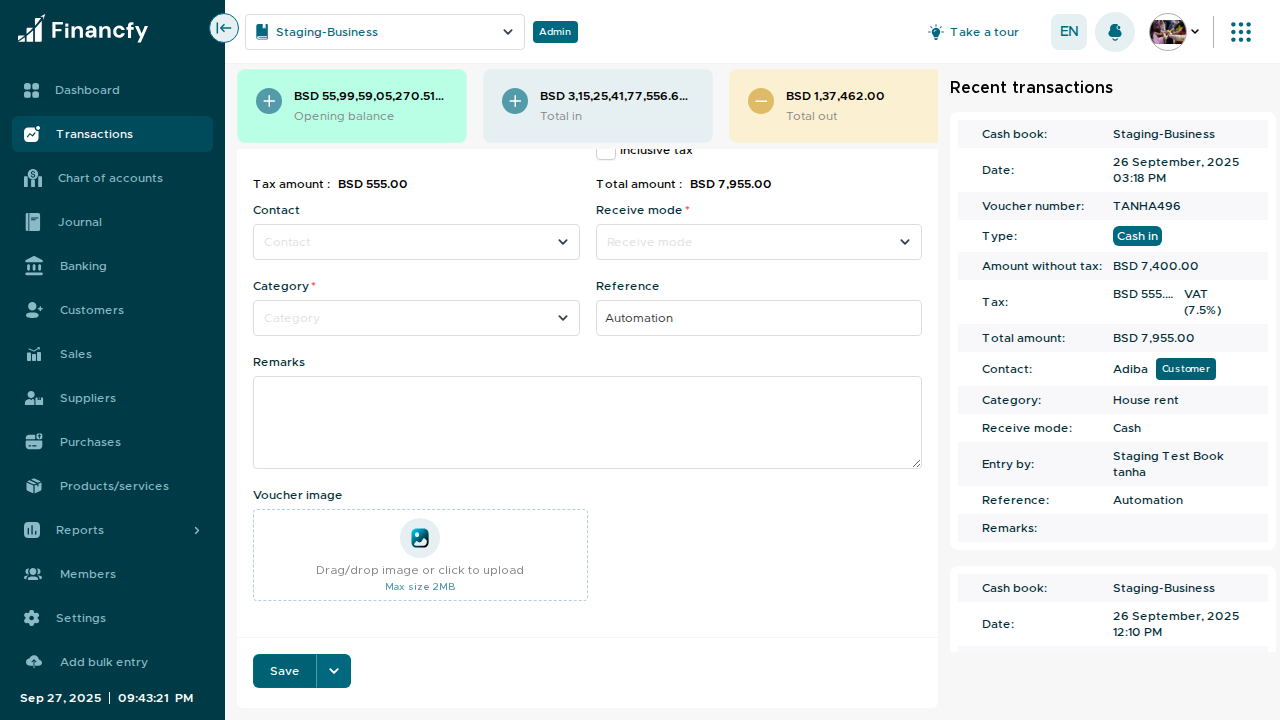 Financfy
Dashboard
Transactions
Chart of accounts
Journal
Banking
Customers
Sales
Suppliers
Purchases
Products/services
Reports
Members
Settings
Add bulk entry
Sep 27, 2025 | 09:43:21 PM
Staging-Business
Admin
Take a tour
EN
BSD 55,99,59,05,270.51...
Opening balance
BSD 3,15,25,41,77,556.6...
Total in
BSD 1,37,462.00
Total out
Inclusive tax
Tax amount : BSD 555.00
Total amount : BSD 7,955.00
Contact
Contact
Receive mode *
Receive mode
Category *
Category
Reference
Automation
Remarks
Voucher image
Drag/drop image or click to upload
Max size 2MB
Save
Recent transactions
Cash book: Staging-Business
Date: 26 September, 2025
03:18 PM
Voucher number: TANHA496
Type: Cash in
Amount without tax: BSD 7,400.00
Tax: BSD 555.... VAT
(7.5%)
Total amount: BSD 7,955.00
Contact: Adiba Customer
Category: House rent
Receive mode: Cash
Entry by: Staging Test Book
tanha
Reference: Automation
Remarks:
Cash book: Staging-Business
Date: 26 September, 2025
12:10 PM